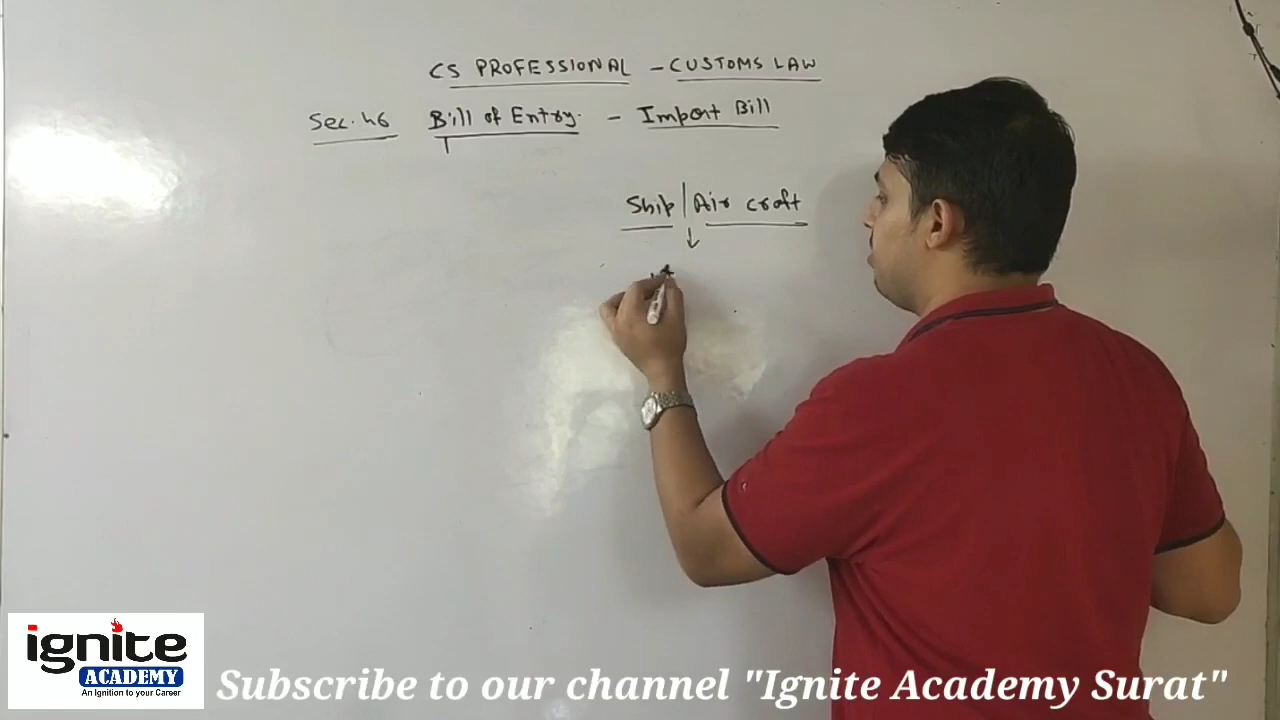 CS PROFESSIONAL - CUSTOMS LAW
Sec. 46 Bill of Entry. - Import Bill
Ship | Air craft
ignite
ACADEMY
An Ignition to your Career
Subscribe to our channel "Ignite Academy Surat"